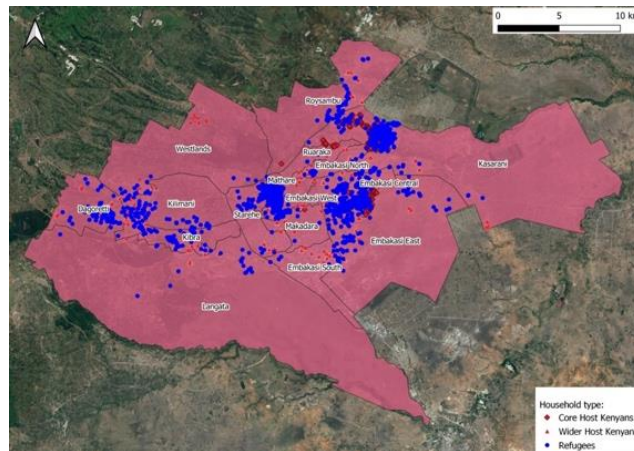 0 5 10 km
Roysambu
Westlands
Ruaraka
Kasarani
Embakasi North
Mathare
Embakasi Central
Embakasi West
Kilimani
Dagoretti
Starehe
Makadara
Kibra
Embakasi East
Embakasi South
Langata
Household type:
Core Host Kenyans
Wider Host Kenyan
Refugees